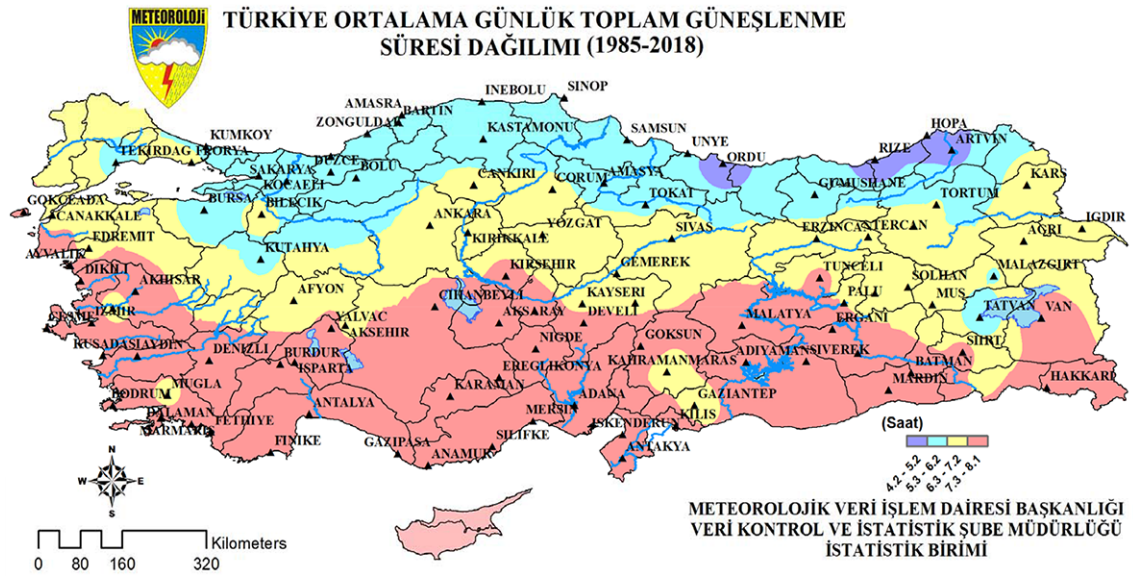 METEOROLOJİ
TÜRKİYE ORTALAMA GÜNLÜK TOPLAM GÜNEŞLENME
SÜRESİ DAĞILIMI (1985-2018)
INEBOLU
SINOP
AMASRA
BARTIN
ZONGULDAK
KASTAMONU
SAMSUN
KUMKOY
UNYE
ORDU
HOPA
ARTVIN
RIZE
TEKIRDAG
FLORYA
DUZCE
BOLU
SAKARYA
KOCAELI
CANKIRI
CORUM
AMASYA
TOKAT
GUMUSHANE
TORTUM
KARS
GOKCEADA
CANAKKALE
BURSA
BILECIK
ANKARA
YOZGAT
SIVAS
ERZINCAN
TERCAN
IGDIR
AGRI
EDREMIT
AYVALIK
KUTAHYA
KIRIKKALE
DIKILI
AKHISAR
AFYON
KIRSEHIR
GEMEREK
TUNCELI
SOLHAN
MALAZGIRT
CIHANBEYLI
KAYSERI
PALU
MUS
TATVAN
VAN
CESME
IZMIR
YALVAC
AKSEHIR
AKSARAY
DEVELI
MALATYA
ERGANI
KUSADASI
AYDIN
DENIZLI
BURDUR
ISPARTA
NIGDE
GOKSUN
SIIRT
EREGLIKONYA
KAHRAMANMARAS
ADIYAMAN
SIVEREK
BATMAN
MARDIN
HAKKARI
BODRUM
MUGLA
KARAMAN
ADANA
GAZIANTEP
KILIS
DALAMAN
MARMARIS
FETHIYE
ANTALYA
MERSIN
ISKENDERUN
FINIKE
GAZIPASA
ANAMUR
SILIFKE
ANTAKYA
(Saat)
4.2 - 5.2
5.3 - 6.2
6.3 - 7.2
7.3 - 8.1
N
W
E
S
Kilometers
0 40 80 160 320
METEOROLOJİK VERİ İŞLEM DAİRESİ BAŞKANLIĞI
VERİ KONTROL VE İSTATİSTİK ŞUBE MÜDÜRLÜĞÜ
İSTATİSTİK BİRİMİ